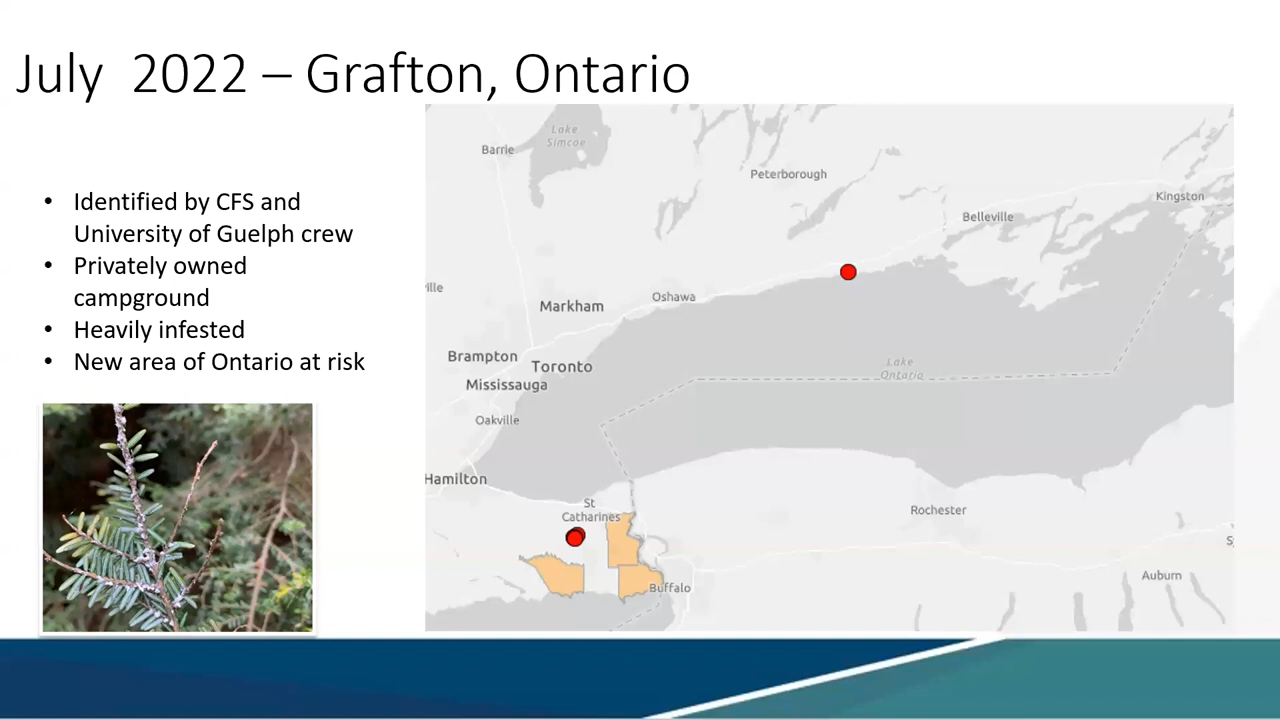 July 2022 – Grafton, Ontario
• Identified by CFS and
University of Guelph crew
• Privately owned
campground
• Heavily infested
• New area of Ontario at risk
Lake
Simcoe
Barrie
Peterborough
Kingston
Belleville
ille
Oshawa
Markham
Brampton
Toronto
Mississauga
Lake
Ontario
Oakville
Hamilton
St
Catharines
Rochester
S
Buffalo
Auburn